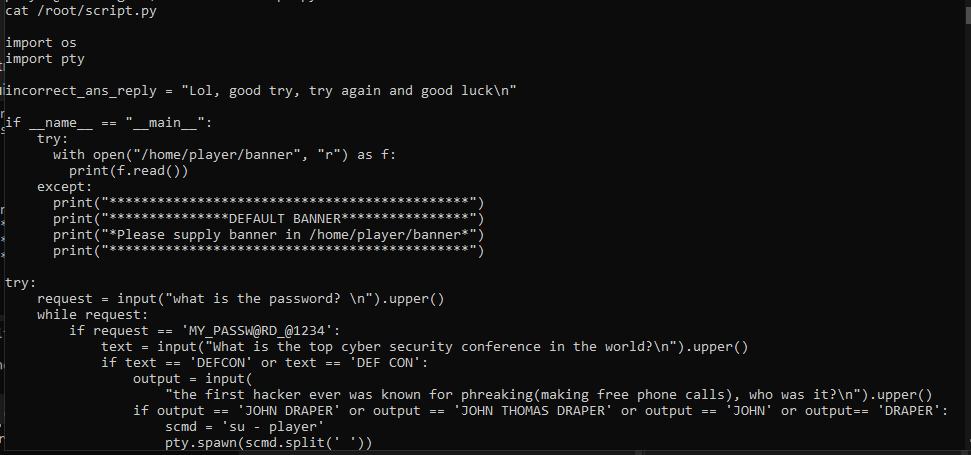 cat /root/script.py
import os
import pty
incorrect_ans_reply = "Lol, good try, try again and good luck\n"
if __name__ == "__main__":
    try:
      with open("/home/player/banner", "r") as f:
        print(f.read())
    except:
      print("*********************************************")
      print("***************DEFAULT BANNER****************")
      print("*Please supply banner in /home/player/banner*")
      print("*********************************************")
try:
    request = input("what is the password? \n").upper()
    while request:
        if request == 'MY_PASSW@RD_@1234':
            text = input("What is the top cyber security conference in the world?\n").upper()
            if text == 'DEFCON' or text == 'DEF CON':
                output = input(
                    "the first hacker ever was known for phreaking(making free phone calls), who was it?\n").upper()
                if output == 'JOHN DRAPER' or output == 'JOHN THOMAS DRAPER' or output == 'JOHN' or output== 'DRAPER':
                    scmd = 'su - player'
                    pty.spawn(scmd.split(' '))